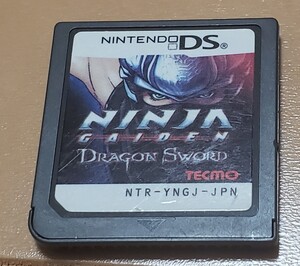 NINTENDO DS®
NINJA
GAIDEN
DRAGON SWORD
TECMO
NTR-YNGJ-JPN